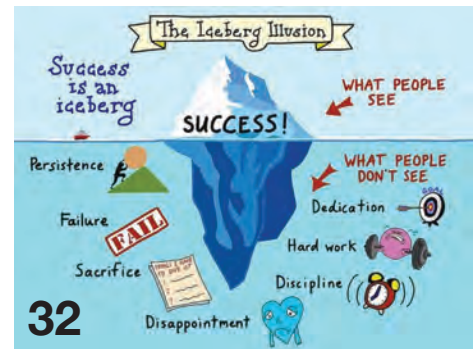 The Iceberg Illusion
Success
is an
iceberg
WHAT PEOPLE
SEE
SUCCESS!
Persistence
WHAT PEOPLE
DON'T SEE
GOAL
Dedication
Failure
FAIL
Hard work
Sacrifice
Discipline
Disappointment
32